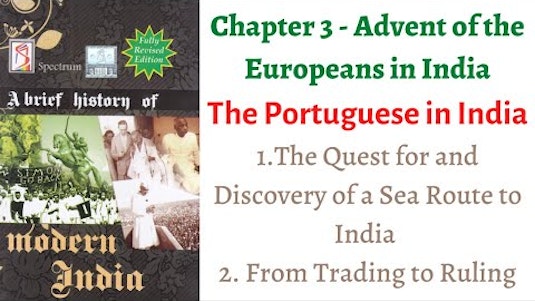 Spectrum
Fully
Revised
Edition
A brief history of
modern
India
Chapter 3 - Advent of the
Europeans in India
The Portuguese in India
1.The Quest for and
Discovery of a Sea Route to
India
2. From Trading to Ruling